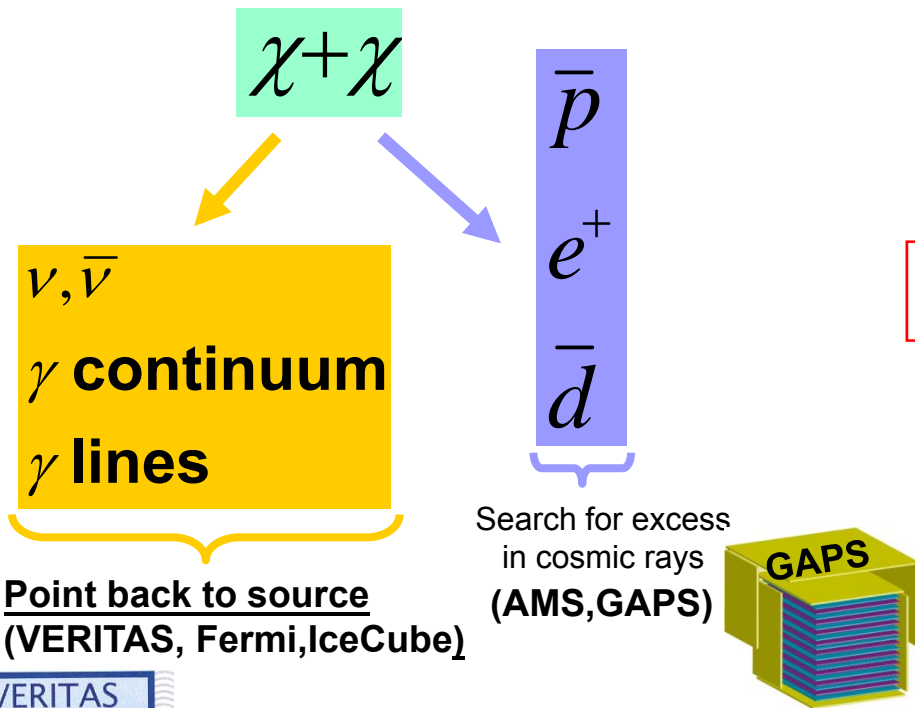 χ+χ
ν,ν̅
γ continuum
γ lines
Point back to source
(VERITAS, Fermi,IceCube)
p̅
e⁺
d̅
Search for excess
in cosmic rays
(AMS,GAPS)
GAPS
VERITAS